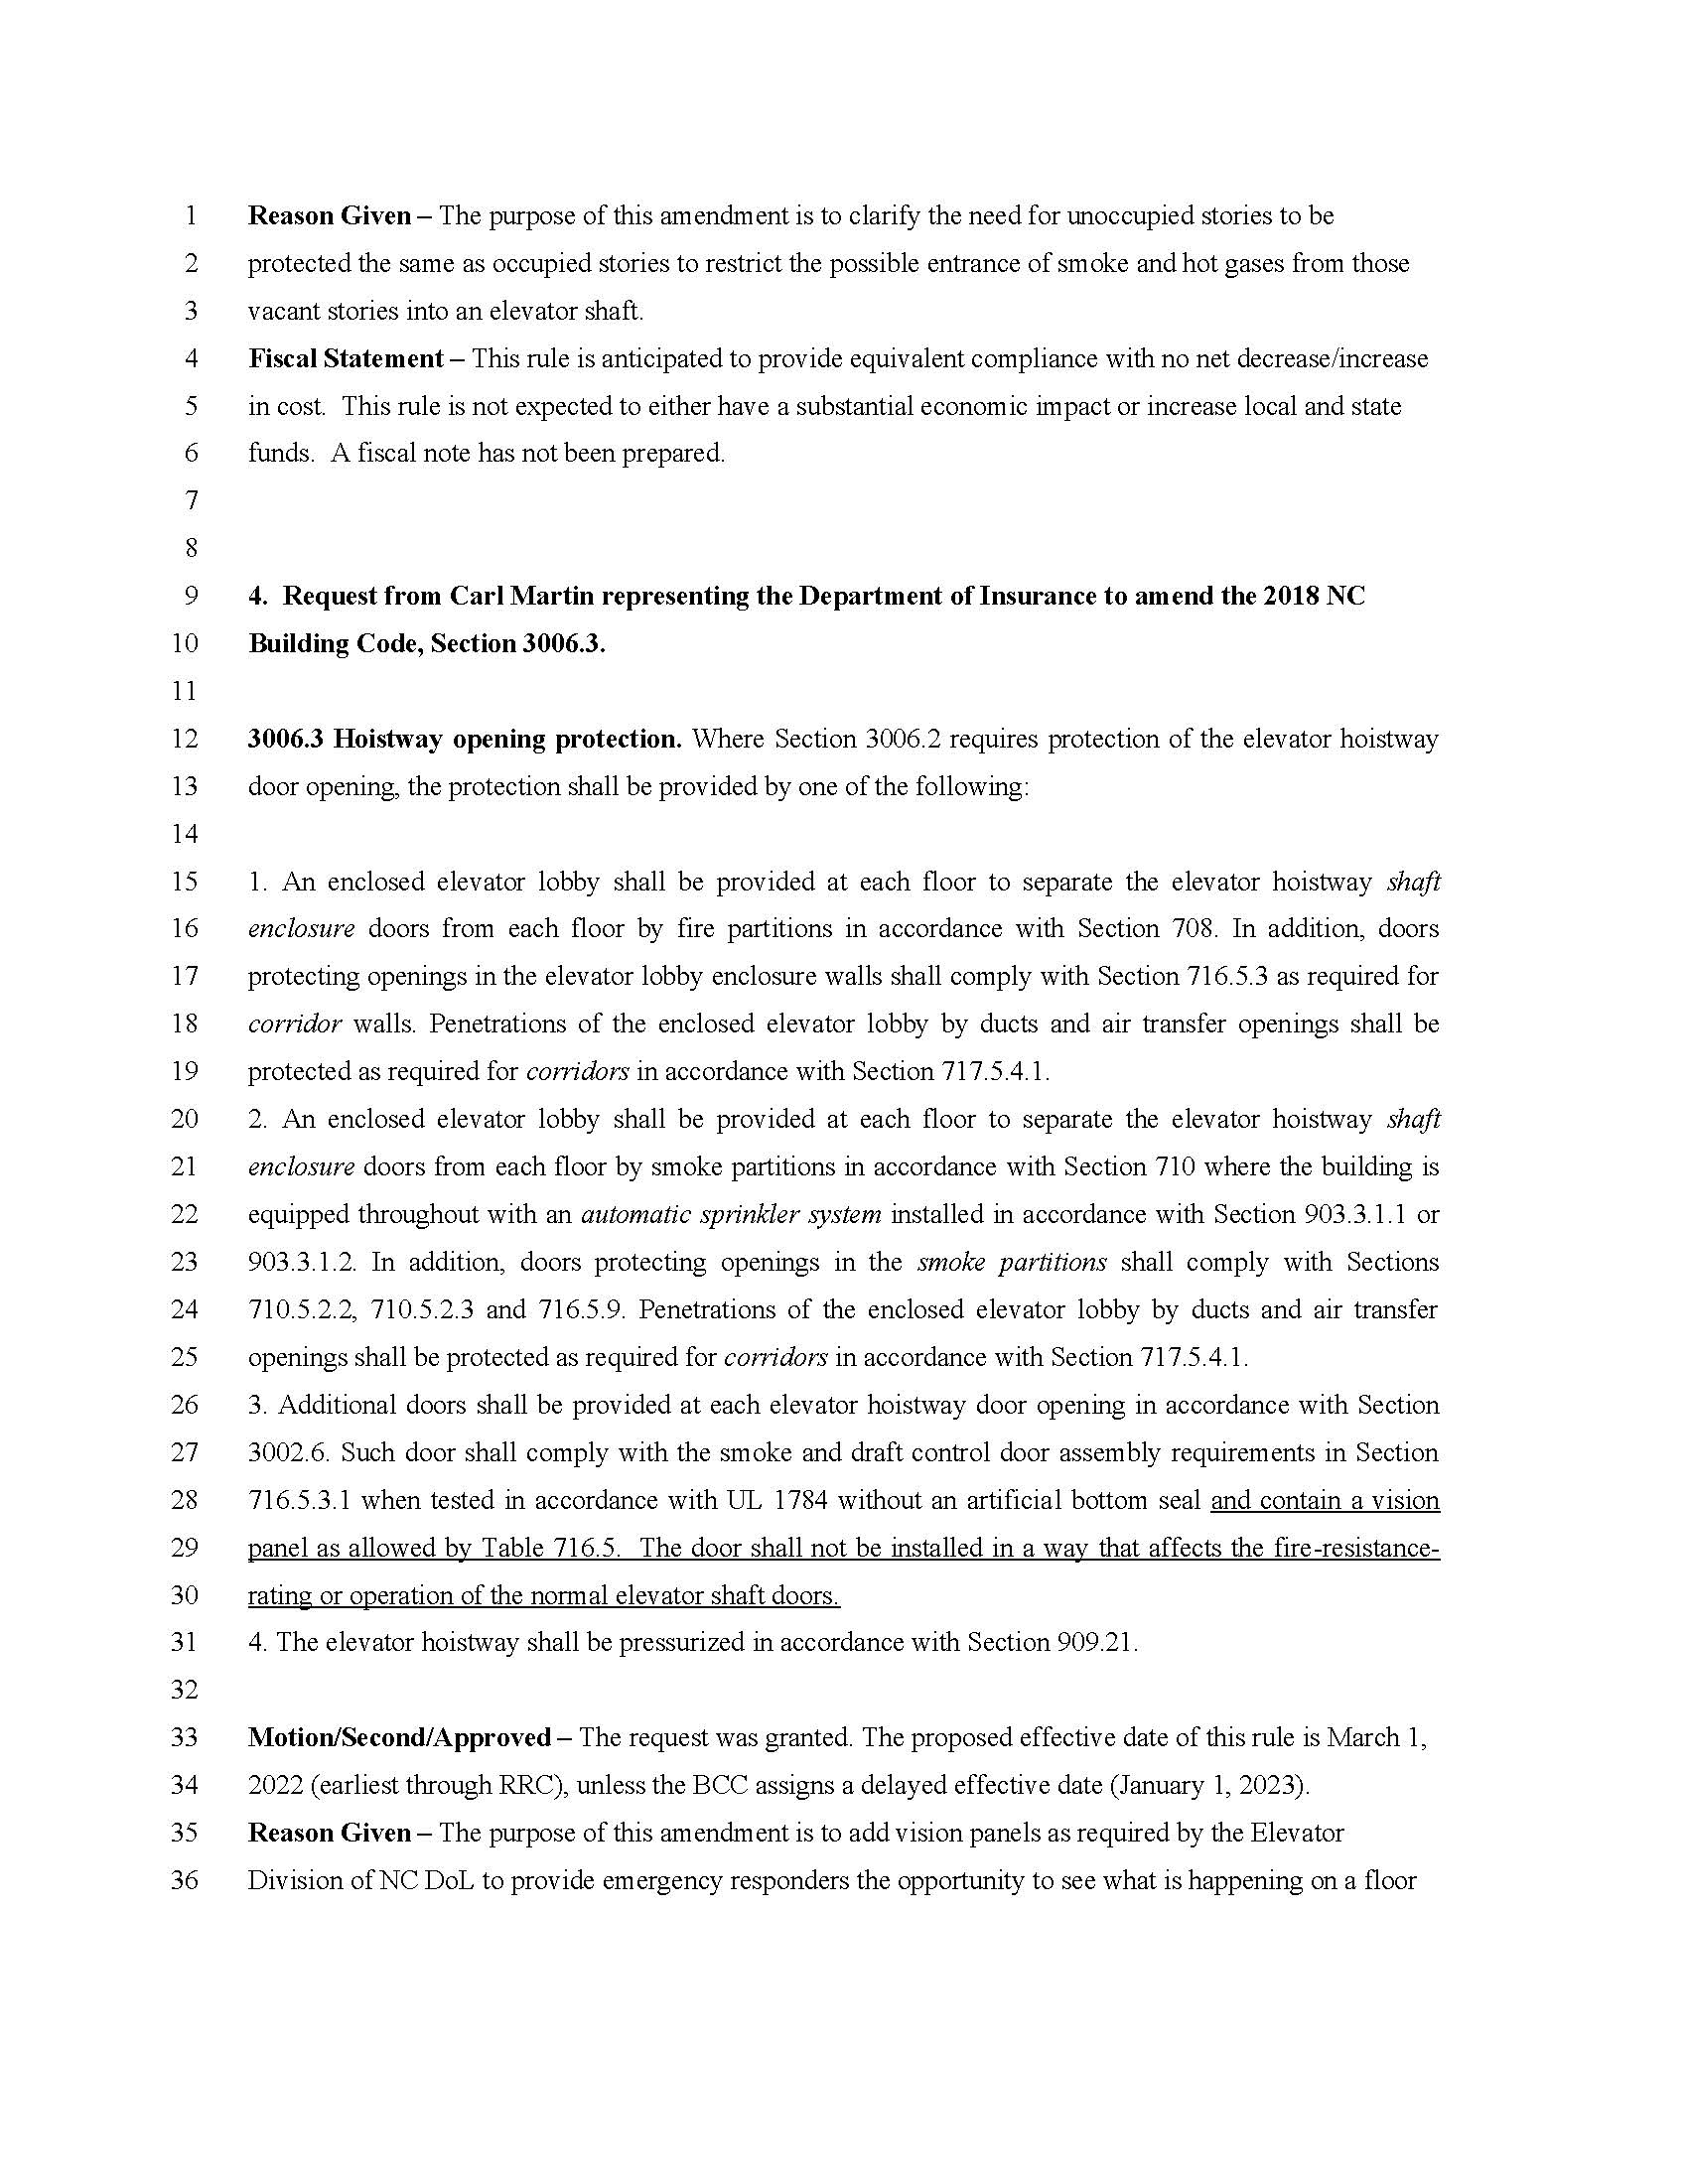 1 Reason Given – The purpose of this amendment is to clarify the need for unoccupied stories to be
2 protected the same as occupied stories to restrict the possible entrance of smoke and hot gases from those
3 vacant stories into an elevator shaft.
4 Fiscal Statement – This rule is anticipated to provide equivalent compliance with no net decrease/increase
5 in cost.  This rule is not expected to either have a substantial economic impact or increase local and state
6 funds.  A fiscal note has not been prepared.
7
8
9 4.  Request from Carl Martin representing the Department of Insurance to amend the 2018 NC
10 Building Code, Section 3006.3.
11
12 3006.3 Hoistway opening protection. Where Section 3006.2 requires protection of the elevator hoistway
13 door opening, the protection shall be provided by one of the following:
14
15 1. An enclosed elevator lobby shall be provided at each floor to separate the elevator hoistway shaft
16 enclosure doors from each floor by fire partitions in accordance with Section 708. In addition, doors
17 protecting openings in the elevator lobby enclosure walls shall comply with Section 716.5.3 as required for
18 corridor walls. Penetrations of the enclosed elevator lobby by ducts and air transfer openings shall be
19 protected as required for corridors in accordance with Section 717.5.4.1.
20 2. An enclosed elevator lobby shall be provided at each floor to separate the elevator hoistway shaft
21 enclosure doors from each floor by smoke partitions in accordance with Section 710 where the building is
22 equipped throughout with an automatic sprinkler system installed in accordance with Section 903.3.1.1 or
23 903.3.1.2. In addition, doors protecting openings in the smoke partitions shall comply with Sections
24 710.5.2.2, 710.5.2.3 and 716.5.9. Penetrations of the enclosed elevator lobby by ducts and air transfer
25 openings shall be protected as required for corridors in accordance with Section 717.5.4.1.
26 3. Additional doors shall be provided at each elevator hoistway door opening in accordance with Section
27 3002.6. Such door shall comply with the smoke and draft control door assembly requirements in Section
28 716.5.3.1 when tested in accordance with UL 1784 without an artificial bottom seal and contain a vision
29 panel as allowed by Table 716.5.  The door shall not be installed in a way that affects the fire-resistance-
30 rating or operation of the normal elevator shaft doors.
31 4. The elevator hoistway shall be pressurized in accordance with Section 909.21.
32
33 Motion/Second/Approved – The request was granted. The proposed effective date of this rule is March 1,
34 2022 (earliest through RRC), unless the BCC assigns a delayed effective date (January 1, 2023).
35 Reason Given – The purpose of this amendment is to add vision panels as required by the Elevator
36 Division of NC DoL to provide emergency responders the opportunity to see what is happening on a floor